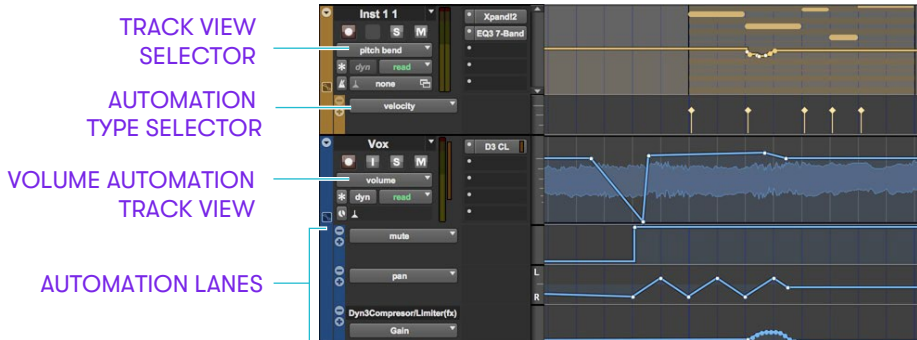 TRACK VIEW
SELECTOR
AUTOMATION
TYPE SELECTOR
VOLUME AUTOMATION
TRACK VIEW
AUTOMATION LANES
Inst 1 1
S M
pitch bend
dyn read
none
velocity
Xpand!2
EQ3 7-Band
Vox
I S M
volume
dyn read
D3 CL
mute
pan
L
R
Dyn3Compresor/Limiter(fx)
Gain